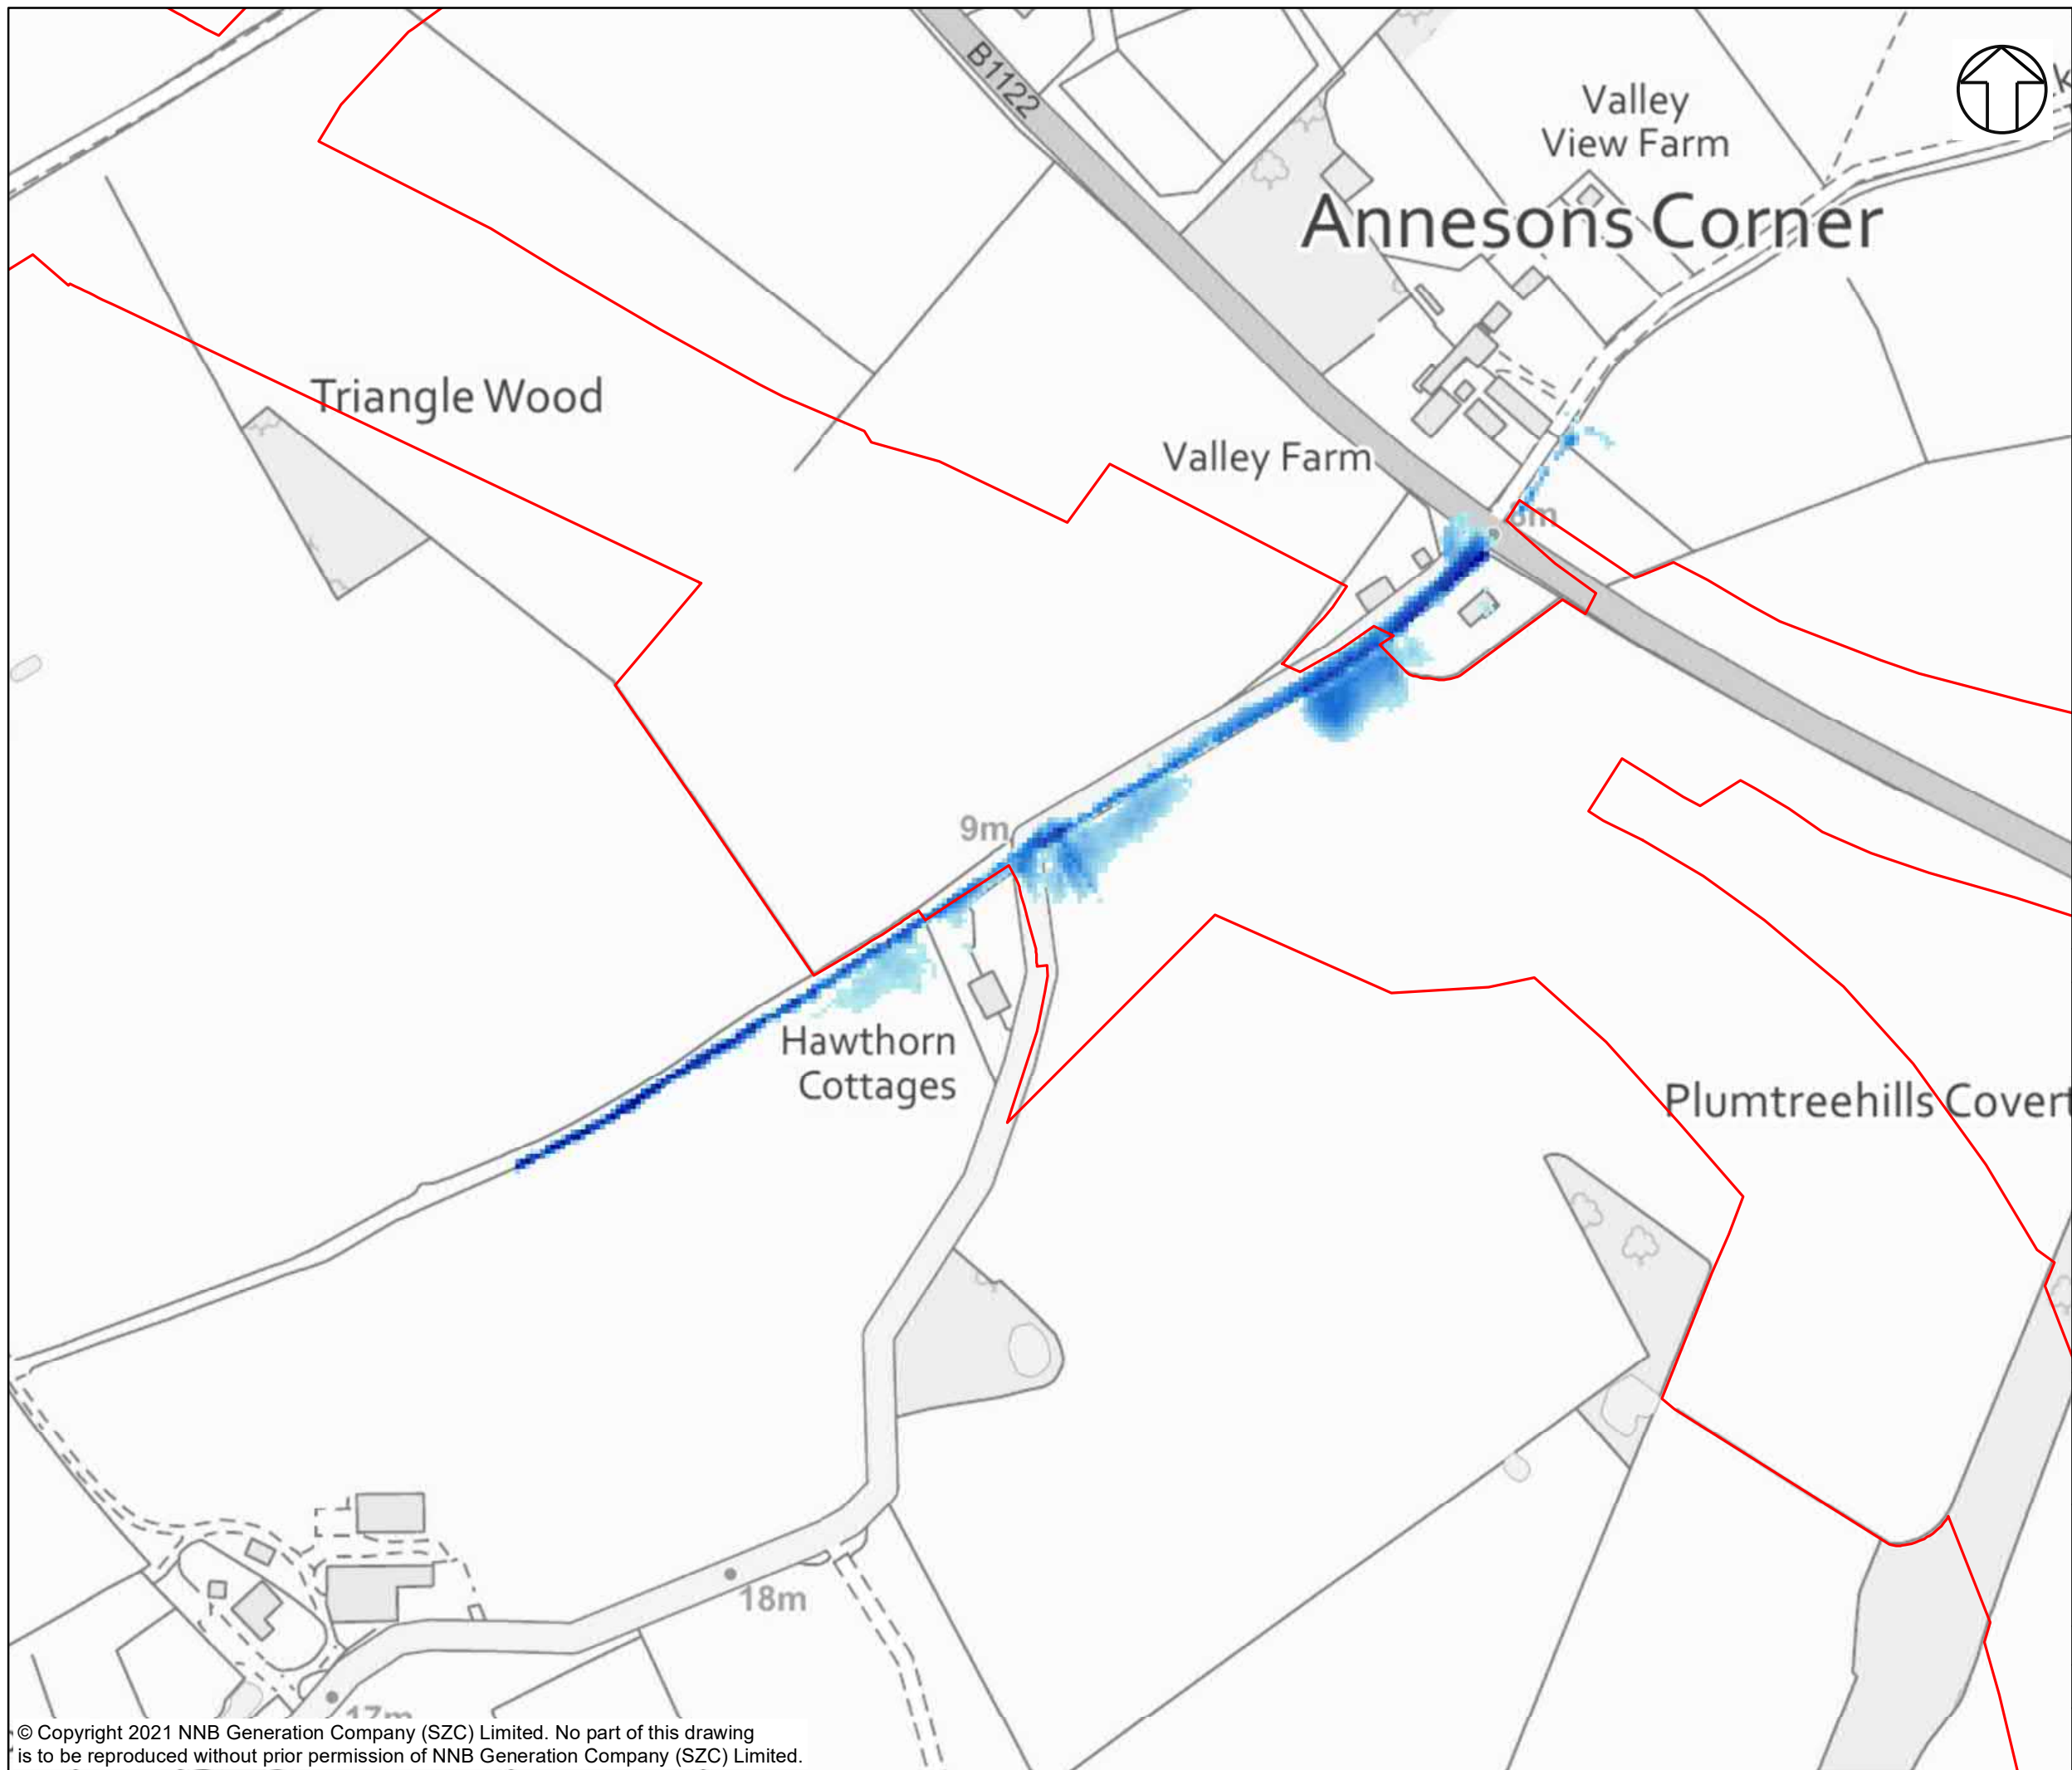 B1122
Valley
View Farm
Annesons Corner
Triangle Wood
Valley Farm
8m
9m
Hawthorn
Cottages
Plumtreehills Covert
18m
17m
© Copyright 2021 NNB Generation Company (SZC) Limited. No part of this drawing
is to be reproduced without prior permission of NNB Generation Company (SZC) Limited.